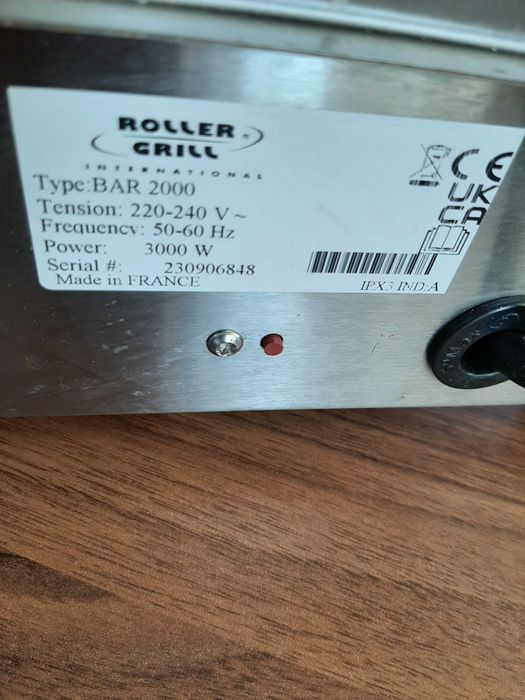 ROLLER
GRILL
INTERNATIONAL
Type:BAR 2000
Tension: 220-240 V ~
Frequency: 50-60 Hz
Power: 3000 W
Serial #: 230906848
Made in FRANCE
CE
UK
CA
IPX3 IND:A